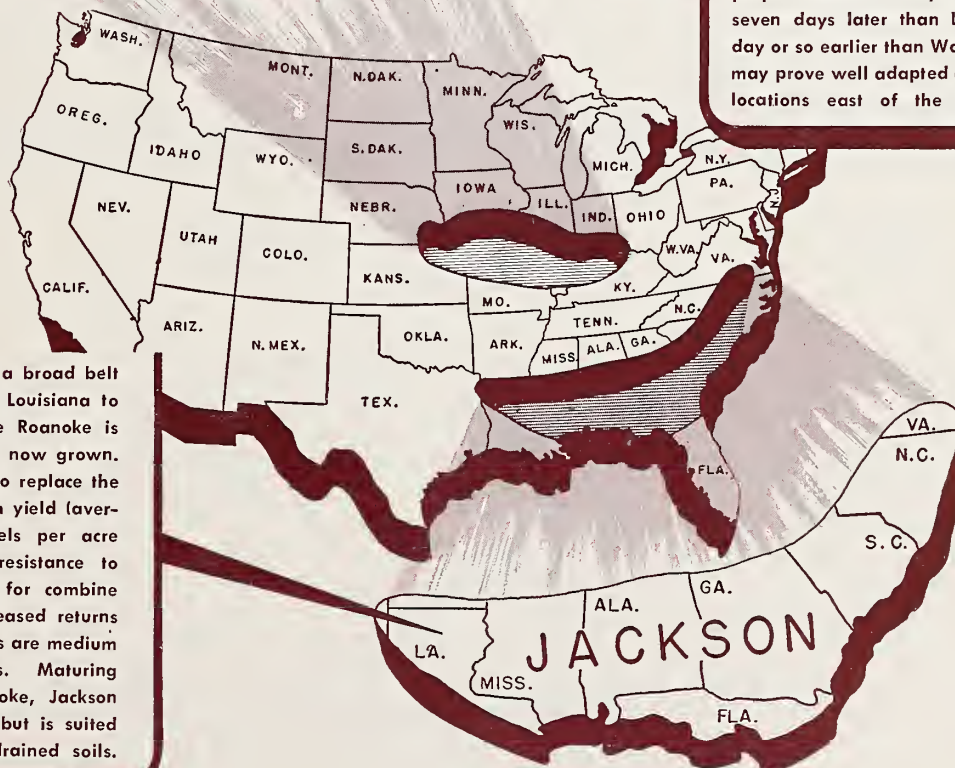 seven days later than
day or so earlier than
may prove well adapted
locations east of the
WASH.
MONT.
N.DAK.
MINN.
OREG.
IDAHO
WYO.
S.DAK.
WIS.
MICH.
N.Y.
PA.
NEV.
NEBR.
IOWA
ILL.
IND.
OHIO
N.J.
UTAH
COLO.
KANS.
MO.
KY.
W.VA.
VA.
CALIF.
ARIZ.
N.MEX.
OKLA.
ARK.
TENN.
N.C.
MISS.
ALA.
GA.
TEX.
FLA.
a broad belt
Louisiana to
Roanoke is
now grown.
o replace the
yield (aver-
els per acre
resistance to
for combine
eased returns
s are medium
s. Maturing
oke, Jackson
but is suited
drained soils.
VA.
N.C.
S.C.
GA.
ALA.
LA.
MISS.
JACKSON
FLA.